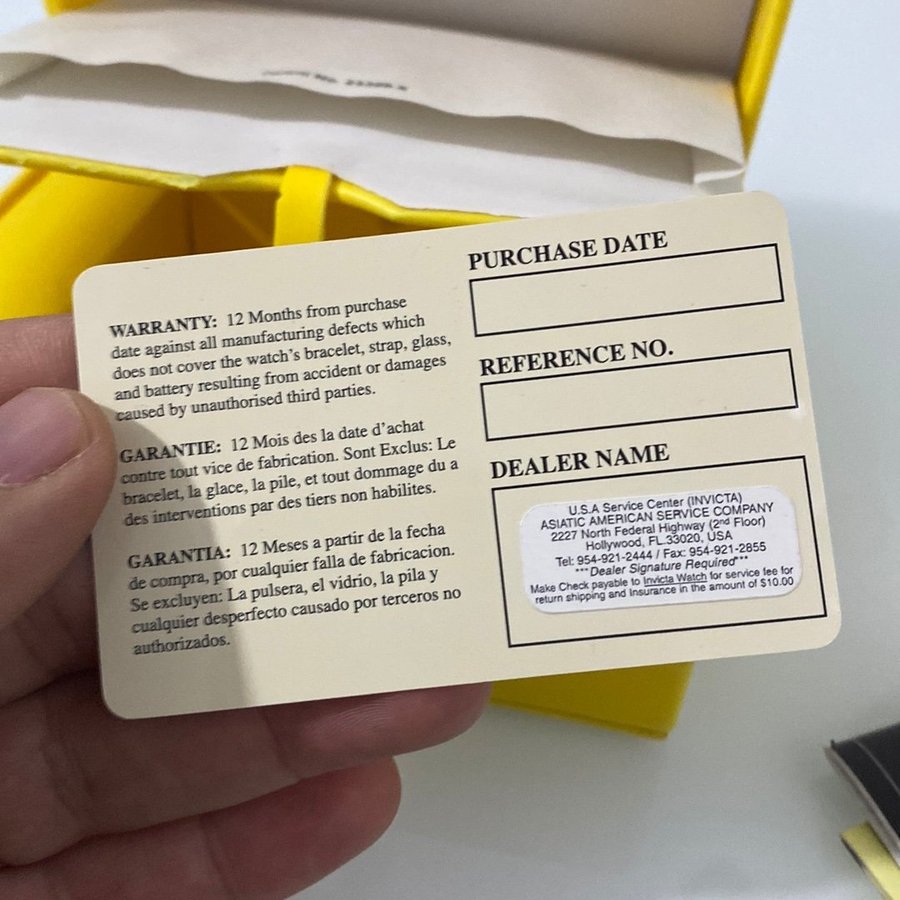 WARRANTY: 12 Months from purchase
date against all manufacturing defects which
does not cover the watch's bracelet, strap, glass,
and battery resulting from accident or damages
caused by unauthorised third parties.
GARANTIE: 12 Mois des la date d'achat
contre tout vice de fabrication. Sont Exclus: Le
bracelet, la glace, la pile, et tout dommage du a
des interventions par des tiers non habilites.
GARANTIA: 12 Meses a partir de la fecha
de compra, por cualquier falla de fabricacion.
Se excluyen: La pulsera, el vidrio, la pila y
cualquier desperfecto causado por terceros no
authorizados.
PURCHASE DATE
REFERENCE NO.
DEALER NAME
U.S.A Service Center (INVICTA)
ASIATIC AMERICAN SERVICE COMPANY
2227 North Federal Highway (2nd Floor)
Hollywood, FL.33020, USA
Tel: 954-921-2444 / Fax: 954-921-2855
***Dealer Signature Required***
Make Check payable to Invicta Watch for service fee for
return shipping and Insurance in the amount of $10.00